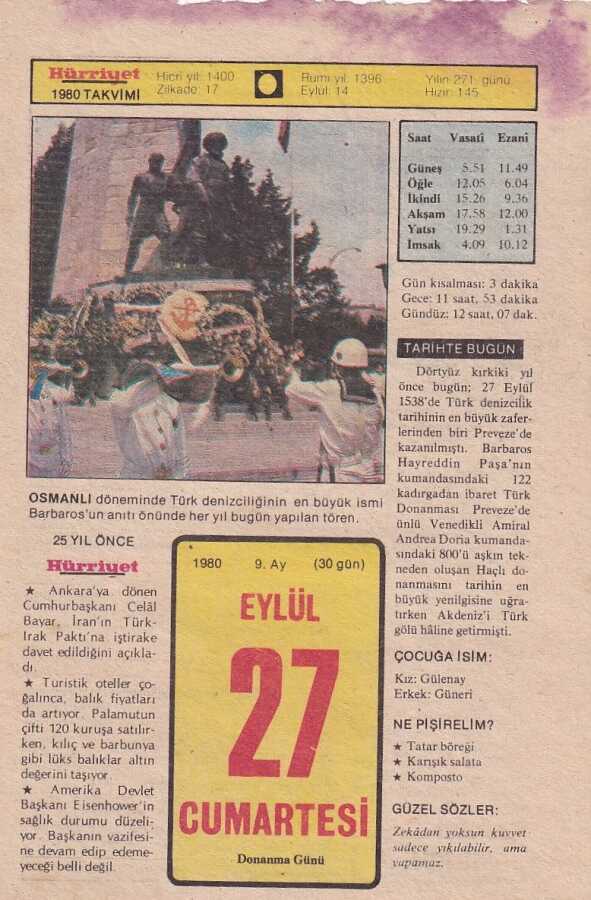 Hürriyet
1980 TAKVİMİ
Hicri yıl: 1400
Zilkade: 17
Rumi yıl: 1396
Eylul: 14
Yılın 271. günü
Hızır: 145
Saat Vasatî Ezanî
Güneş 5.51 11.49
Öğle 12.05 6.04
İkindi 15.26 9.36
Akşam 17.58 12.00
Yatsı 19.29 1.31
İmsak 4.09 10.12
Gün kısalması: 3 dakika
Gece: 11 saat, 53 dakika
Gündüz: 12 saat, 07 dak.
TARİHTE BUGÜN
Dörtyüz kırkiki yıl
önce bugün; 27 Eylül
1538'de Türk denizcilik
tarihinin en büyük zafer-
lerinden biri Preveze'de
kazanılmıştı. Barbaros
Hayreddin Paşa'nın
kumandasındaki 122
kadırgadan ibaret Türk
Donanması Preveze'de
ünlü Venedikli Amiral
Andrea Doria kumanda-
sındaki 800'ü aşkın tek-
neden oluşan Haçlı do-
nanmasını tarihin en
büyük yenilgisine uğra-
tırken Akdeniz'i Türk
gölü hâline getirmişti.
ÇOCUĞA İSİM:
Kız: Gülenay
Erkek: Güneri
NE PİŞİRELİM?
★ Tatar böreği
★ Karışık salata
★ Komposto
GÜZEL SÖZLER:
Zekâdan yoksun kuvvet
sadece yıkılabilir, ama
yapamaz.
OSMANLI döneminde Türk denizciliğinin en büyük ismi
Barbaros'un anıtı önünde her yıl bugün yapılan tören.
25 YIL ÖNCE
Hürriyet
★ Ankara'ya dönen
Cumhurbaşkanı Celâl
Bayar, İran'ın Türk-
Irak Paktı'na iştirake
davet edildiğini açıkla-
dı.
★ Turistik oteller ço-
ğalınca, balık fiyatları
da artıyor. Palamutun
çifti 120 kuruşa satılır-
ken, kılıç ve barbunya
gibi lüks balıklar altın
değerini taşıyor.
★ Amerika Devlet
Başkanı Eisenhower'in
sağlık durumu düzeli-
yor. Başkanın vazifesi-
ne devam edip edeme-
yeceği belli değil.
1980 9. Ay (30 gün)
EYLÜL
27
CUMARTESİ
Donanma Günü